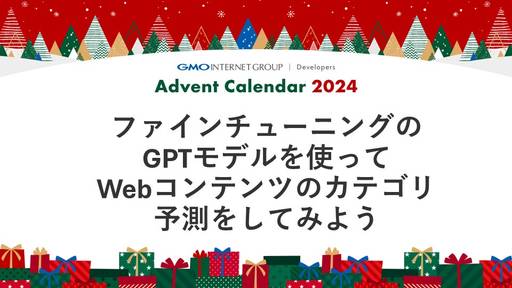 GMO INTERNET GROUP | Developers
Advent Calendar 2024
ファインチューニングの
GPTモデルを使って
Webコンテンツのカテゴリ
予測をしてみよう